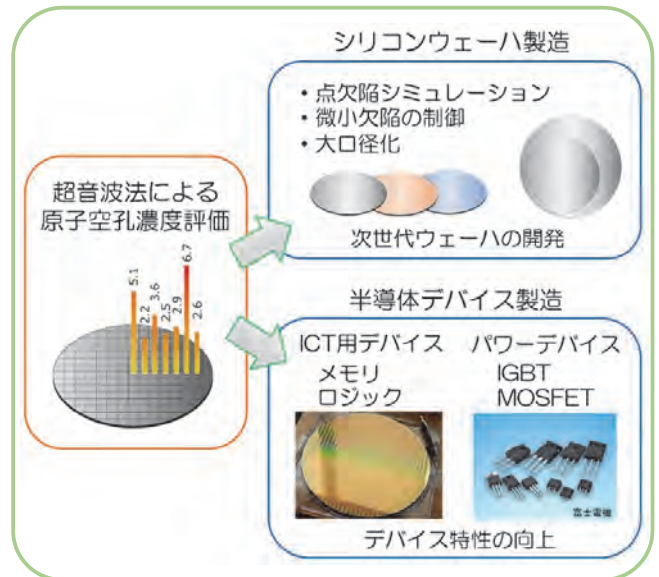 超音波法による
原子空孔濃度評価
5.1
2.2
3.6
2.5
2.9
6.7
2.6
シリコンウェーハ製造
・点欠陥シミュレーション
・微小欠陥の制御
・大口径化
次世代ウェーハの開発
半導体デバイス製造
ICT用デバイス
メモリ
ロジック
パワーデバイス
IGBT
MOSFET
富士電機
デバイス特性の向上